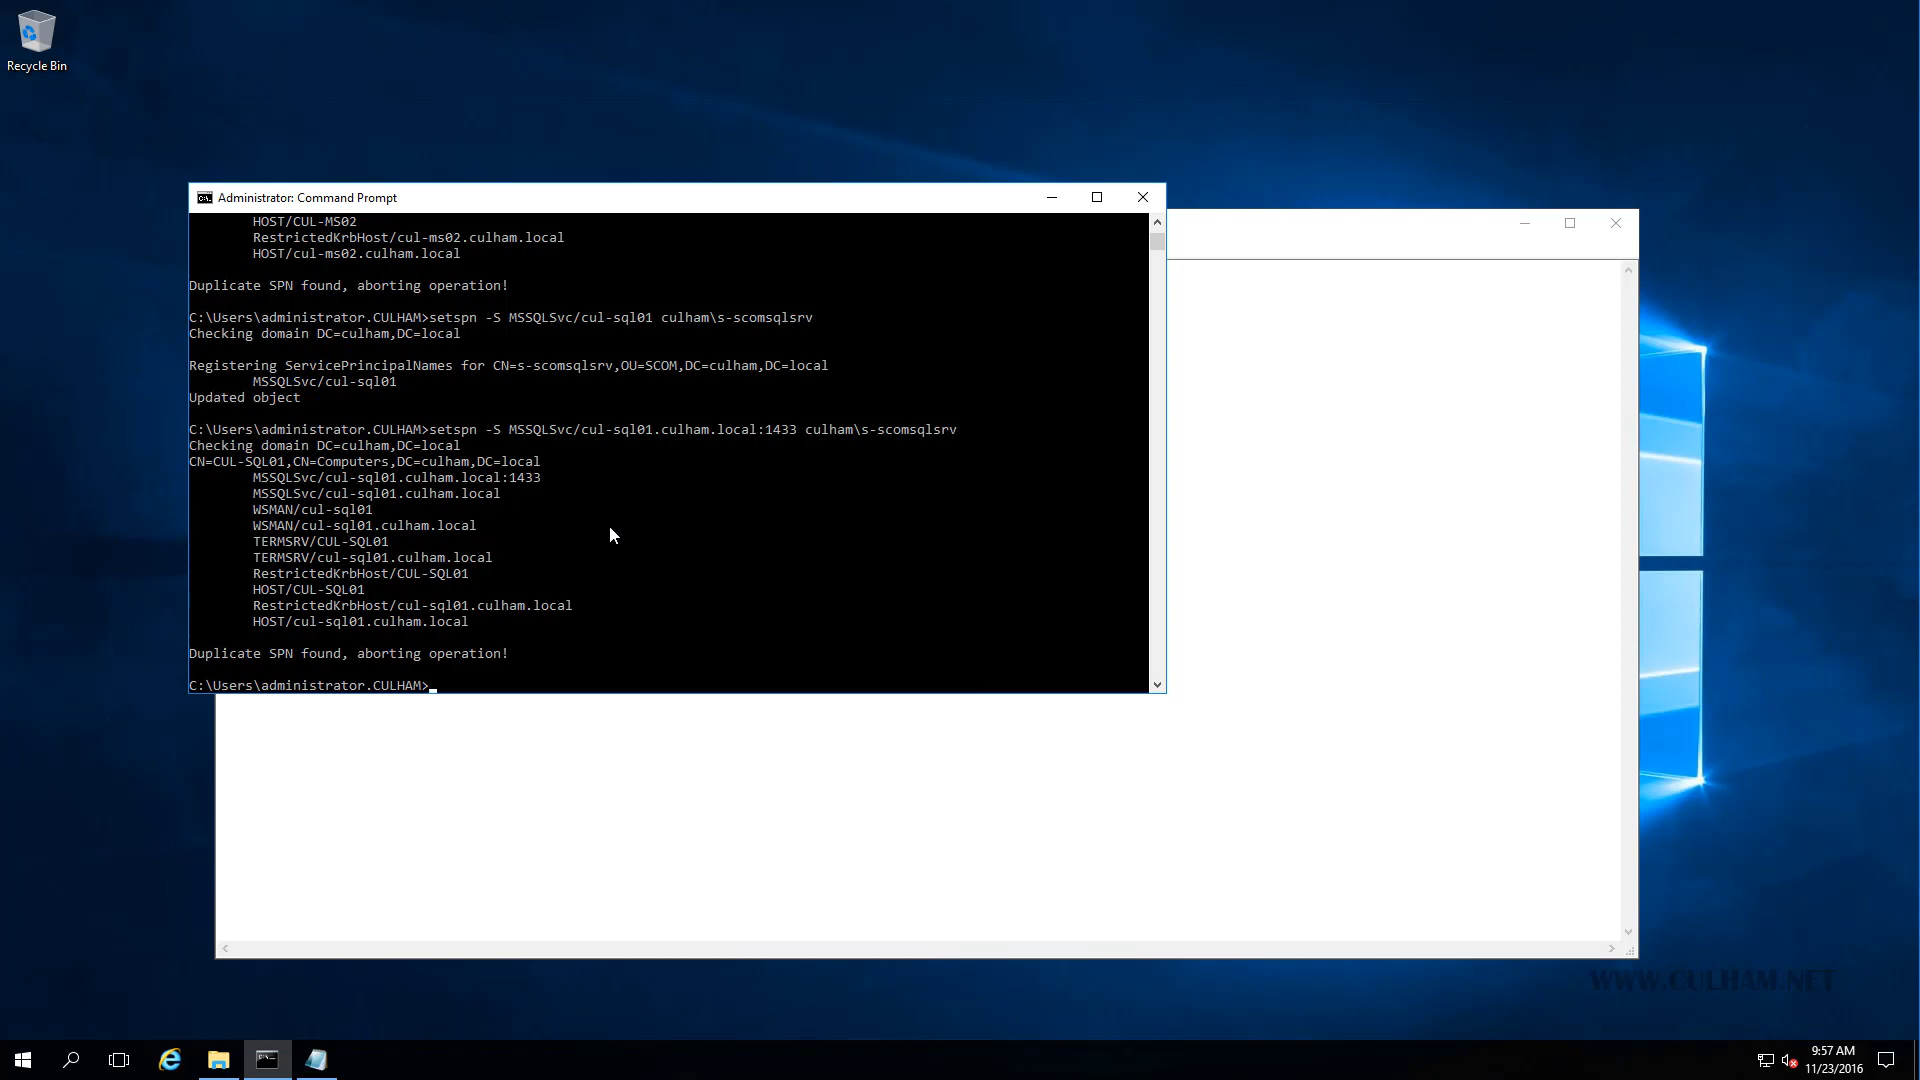 Recycle Bin
Administrator: Command Prompt
HOST/CUL-MS02
RestrictedKrbHost/cul-ms02.culham.local
HOST/cul-ms02.culham.local
Duplicate SPN found, aborting operation!
C:\Users\administrator.CULHAM>setspn -S MSSQLSvc/cul-sql01 culham\s-scomsqlsrv
Checking domain DC=culham,DC=local
Registering ServicePrincipalNames for CN=s-scomsqlsrv,OU=SCOM,DC=culham,DC=local
MSSQLSvc/cul-sql01
Updated object
C:\Users\administrator.CULHAM>setspn -S MSSQLSvc/cul-sql01.culham.local:1433 culham\s-scomsqlsrv
Checking domain DC=culham,DC=local
CN=CUL-SQL01,CN=Computers,DC=culham,DC=local
MSSQLSvc/cul-sql01.culham.local:1433
MSSQLSvc/cul-sql01.culham.local
WSMAN/cul-sql01
WSMAN/cul-sql01.culham.local
TERMSRV/CUL-SQL01
TERMSRV/cul-sql01.culham.local
RestrictedKrbHost/CUL-SQL01
HOST/CUL-SQL01
RestrictedKrbHost/cul-sql01.culham.local
HOST/cul-sql01.culham.local
Duplicate SPN found, aborting operation!
C:\Users\administrator.CULHAM>
WWW.CULHAM.NET
9:57 AM
11/23/2016